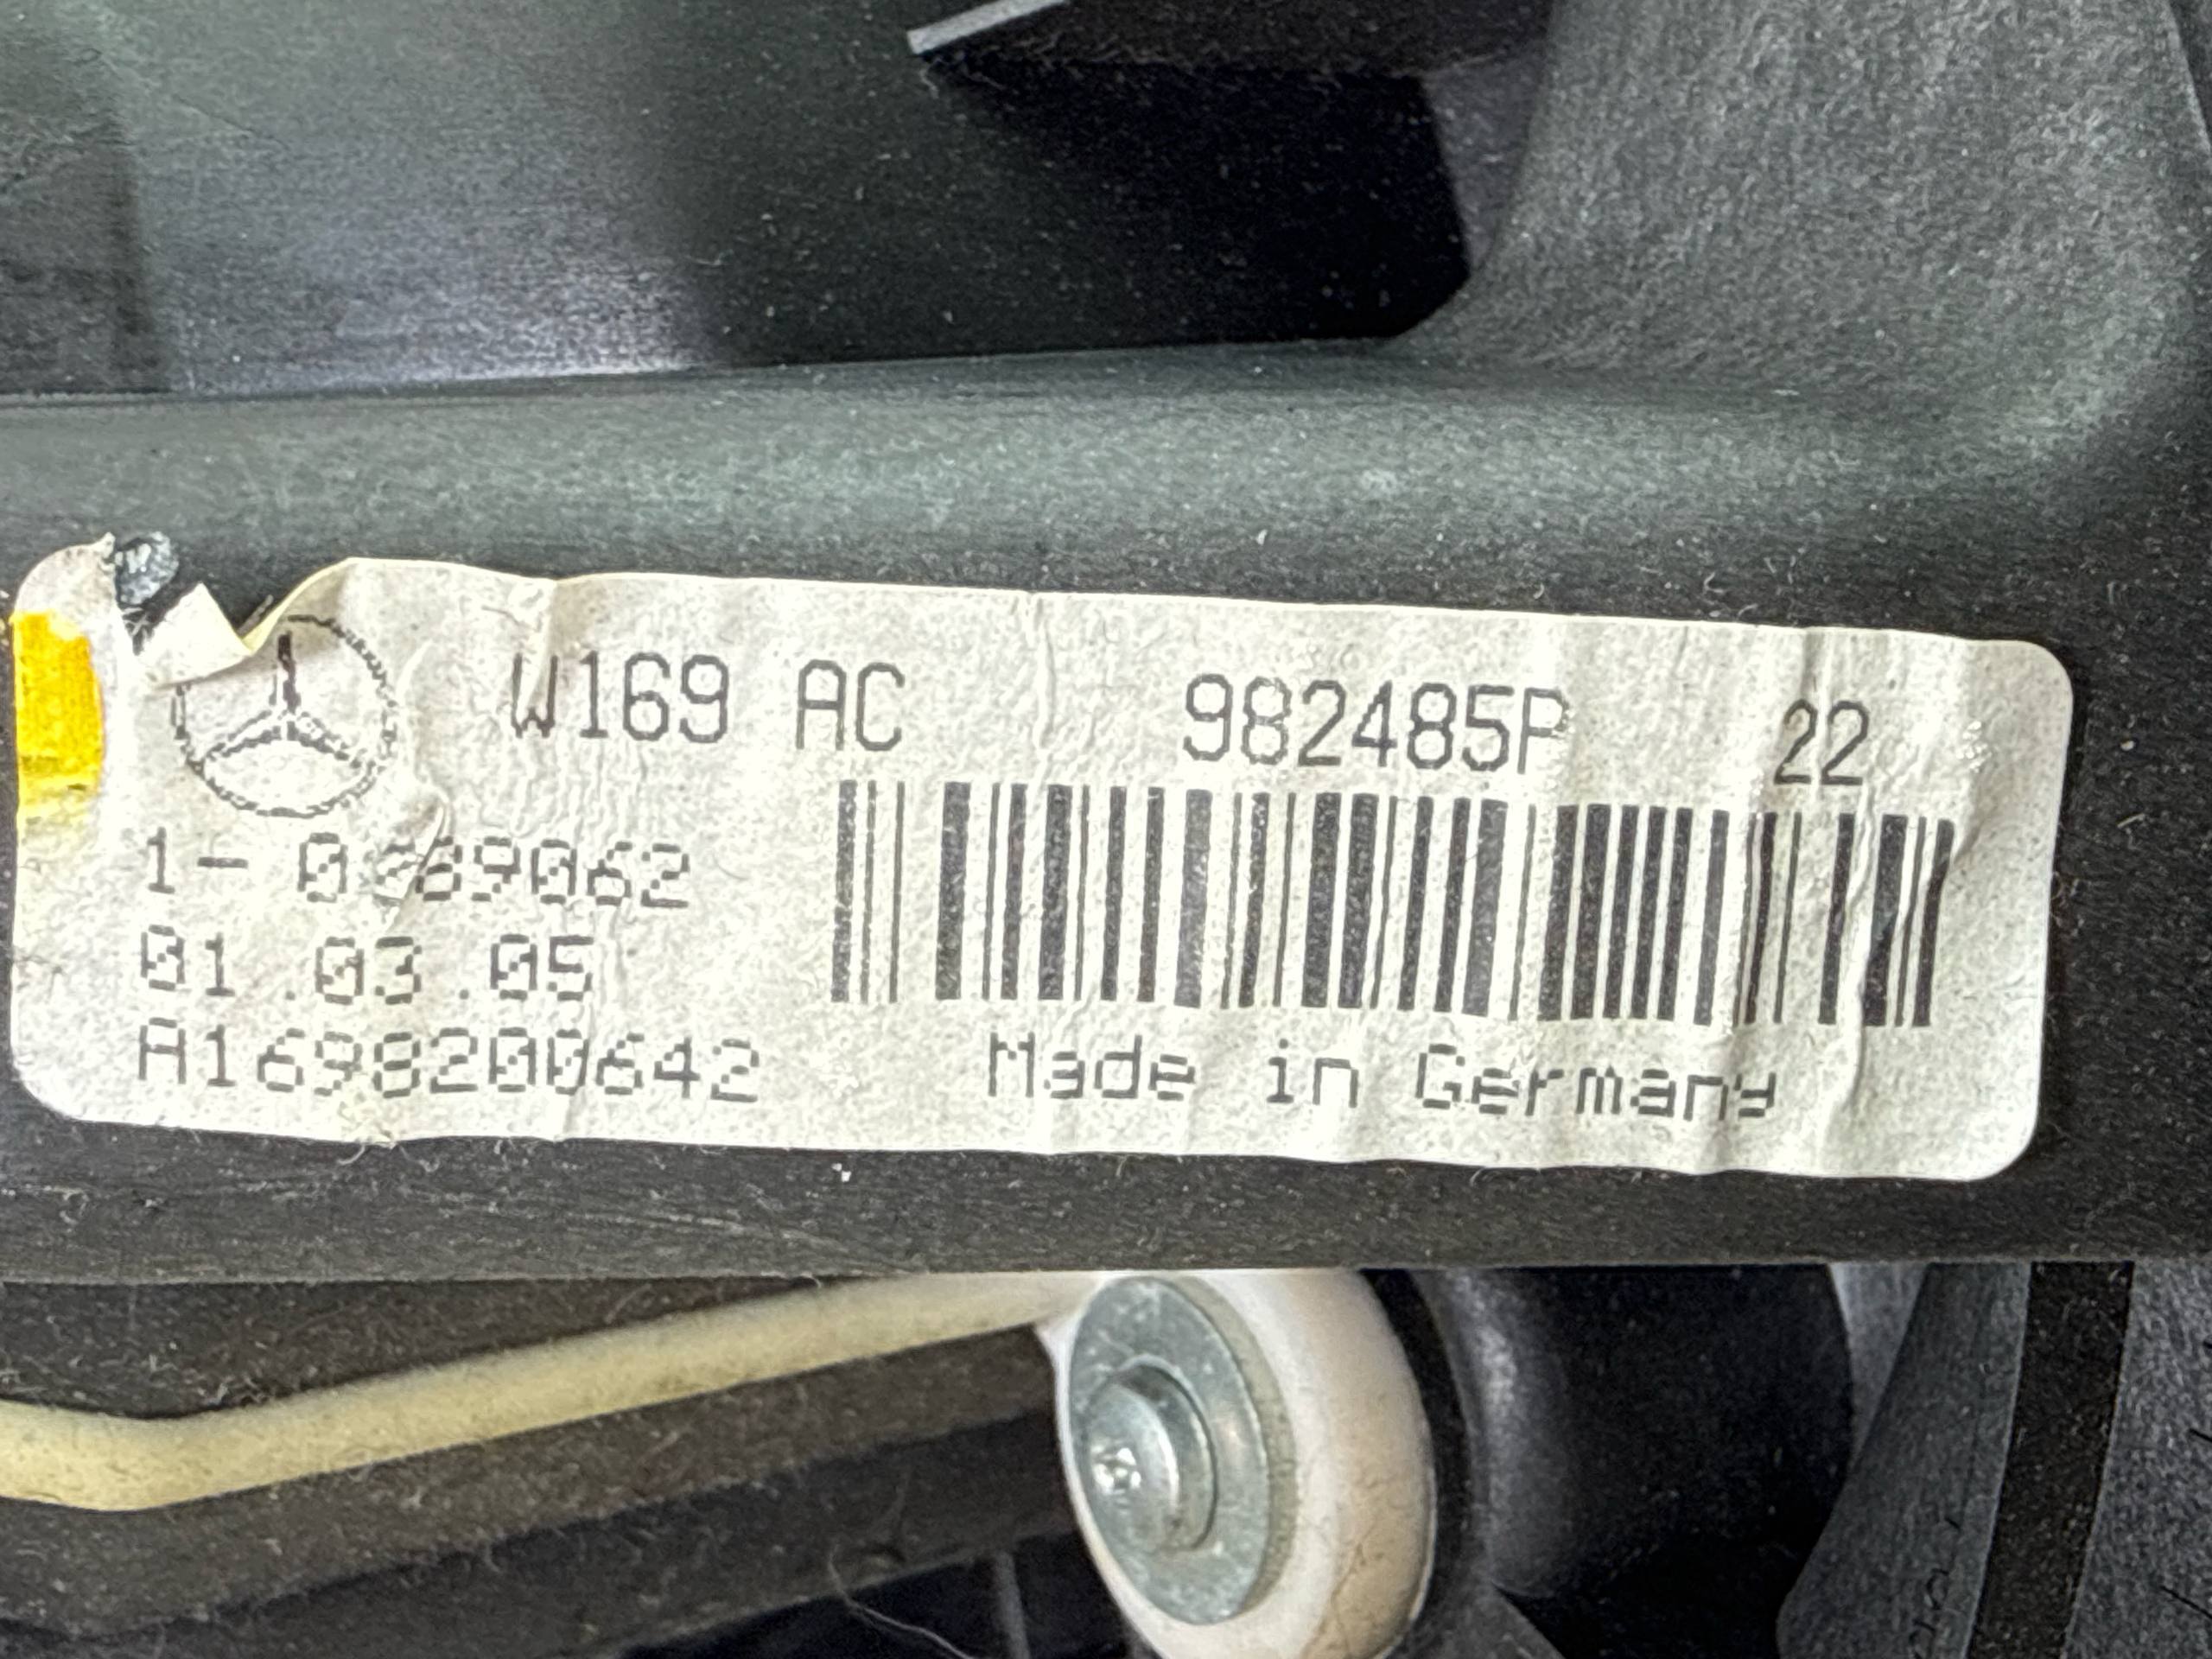 W169 AC 982485P 22
1-
01.03.05
A1698200642
Made in Germany